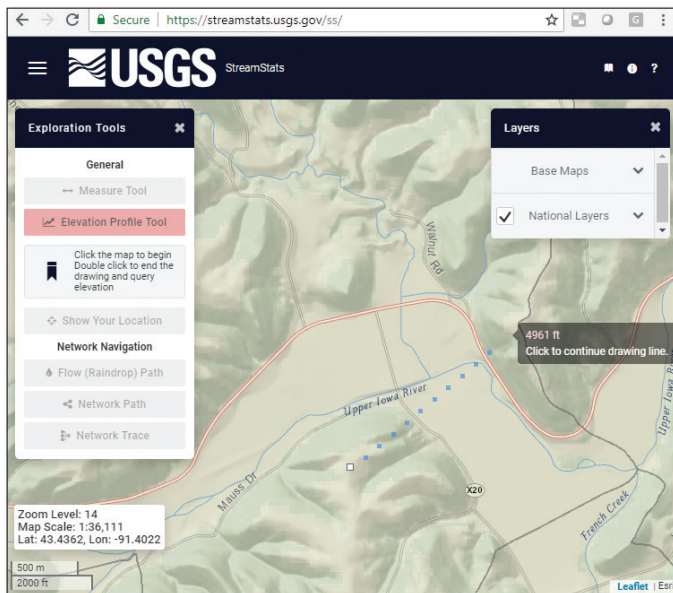 Secure | https://streamstats.usgs.gov/ss/
G
USGS
StreamStats
i
?
Exploration Tools
General
Measure Tool
Elevation Profile Tool
Click the map to begin
Double click to end the
drawing and query
elevation
Show Your Location
Network Navigation
Flow (Raindrop) Path
Network Path
Network Trace
Layers
Base Maps
National Layers
Walnut Rd
4961 ft
Click to continue drawing line.
Upper Iowa River
Upper Iowa River
Mauss Dr
X20
French Creek
Zoom Level: 14
Map Scale: 1:36,111
Lat: 43.4362, Lon: -91.4022
500 m
2000 ft
Leaflet | Esri